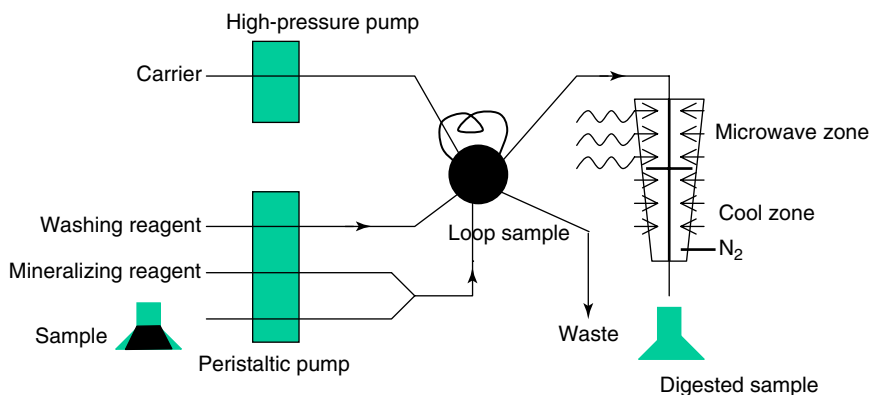 High-pressure pump
Carrier
Microwave zone
Washing reagent
Loop sample
Cool zone
Mineralizing reagent
N₂
Sample
Waste
Peristaltic pump
Digested sample